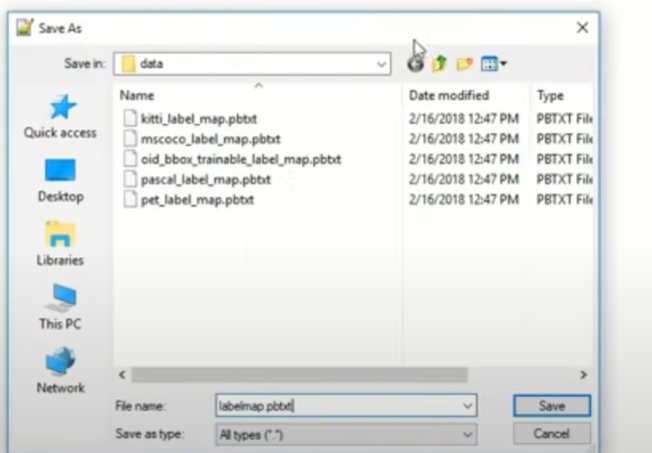 Save As
Save in: data
Name Date modified Type
kitti_label_map.pbtxt 2/16/2018 12:47 PM PBTXT File
mscoco_label_map.pbtxt 2/16/2018 12:47 PM PBTXT File
oid_bbox_trainable_label_map.pbtxt 2/16/2018 12:47 PM PBTXT File
pascal_label_map.pbtxt 2/16/2018 12:47 PM PBTXT File
pet_label_map.pbtxt 2/16/2018 12:47 PM PBTXT File
Quick access
Desktop
Libraries
This PC
Network
File name: labelmap.pbtxt Save
Save as type: All types (*.*) Cancel